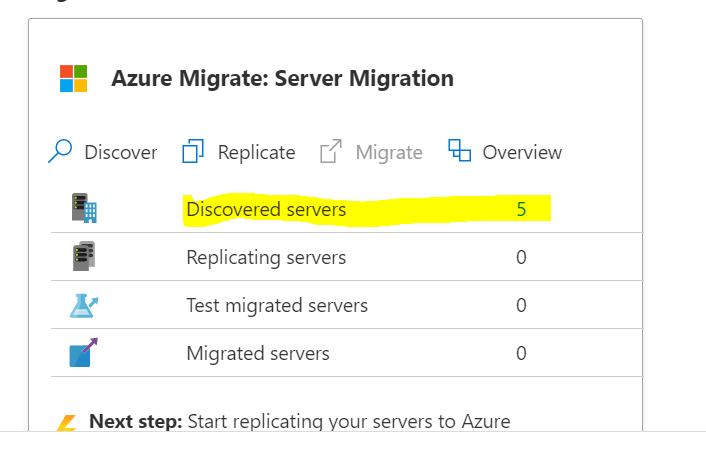 Azure Migrate: Server Migration
Discover Replicate Migrate Overview
Discovered servers 5
Replicating servers 0
Test migrated servers 0
Migrated servers 0
Next step: Start replicating your servers to Azure